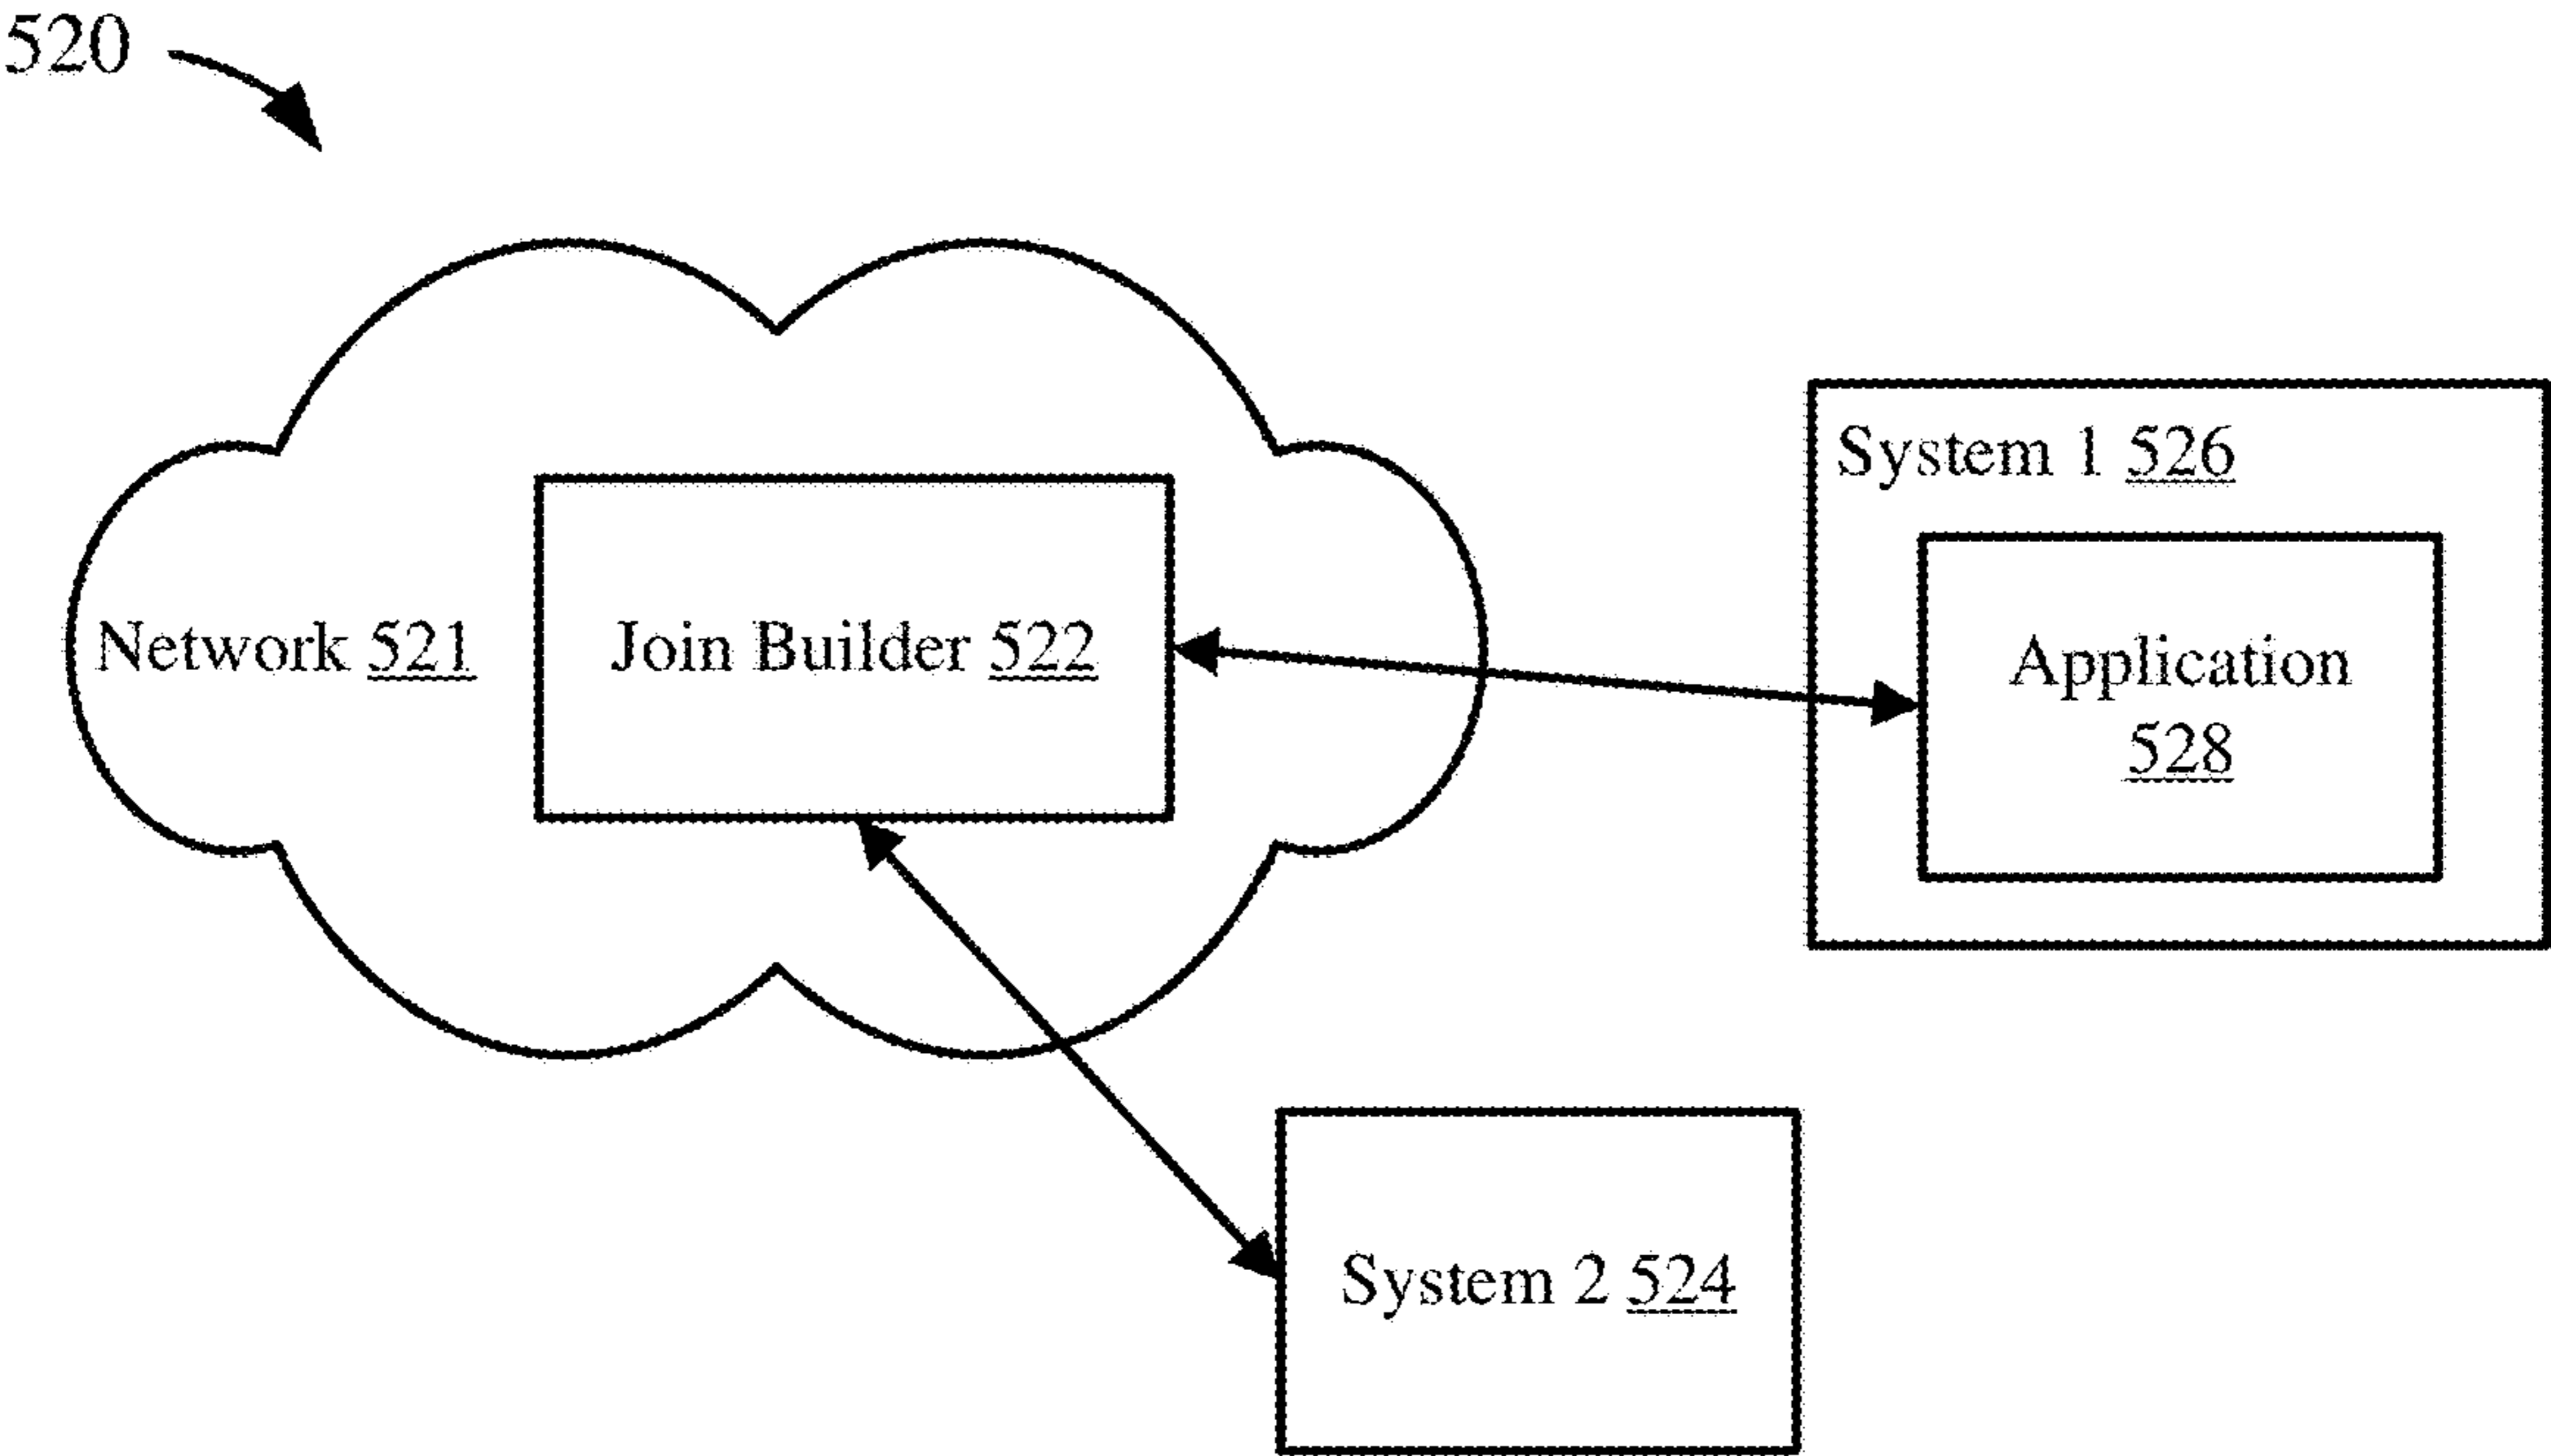 520
System 1 526
Network 521
Join Builder 522
Application
528
System 2 524